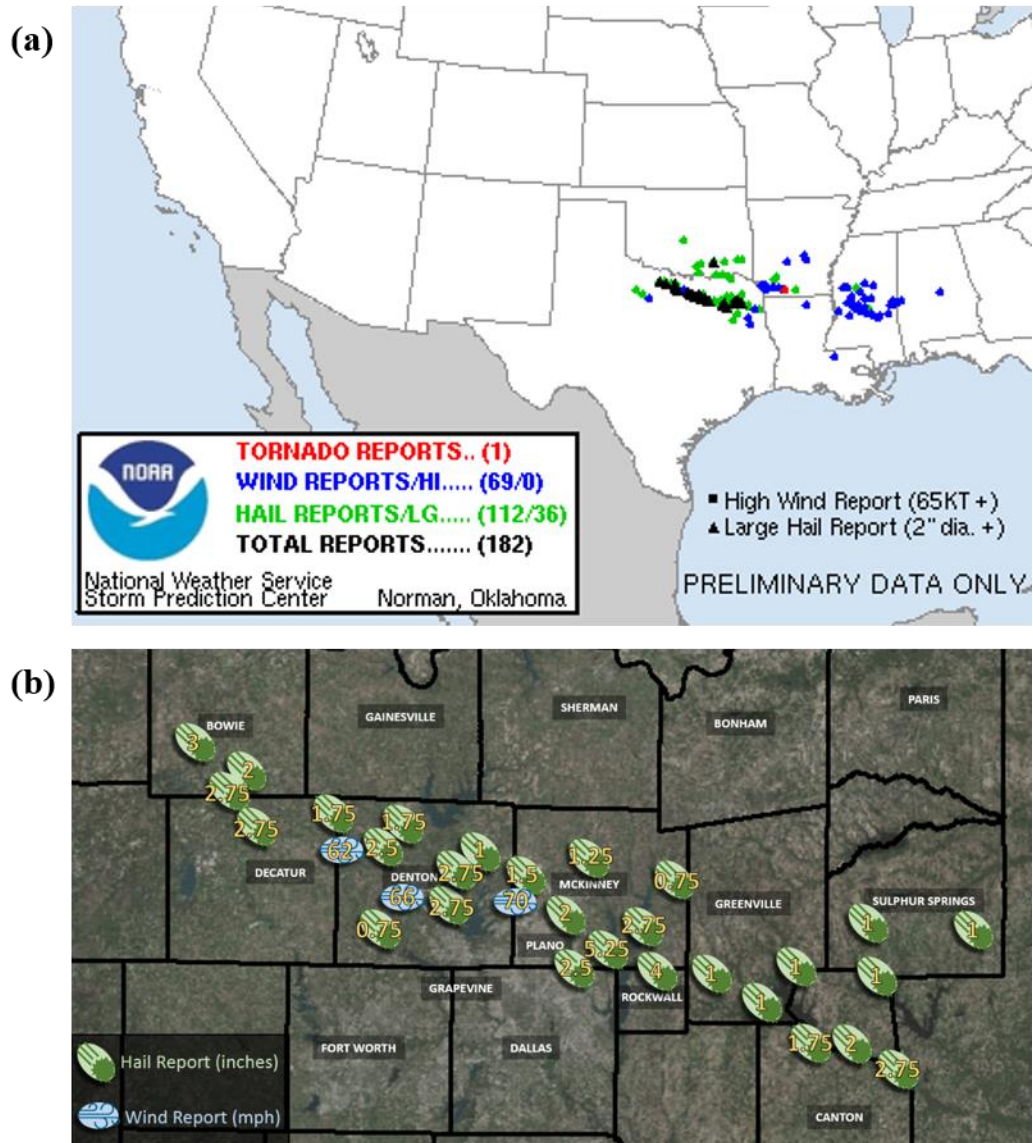 (a)
NOAA
TORNADO REPORTS.. (1)
WIND REPORTS/HI..... (69/0)
HAIL REPORTS/LG..... (112/36)
TOTAL REPORTS....... (182)
National Weather Service
Storm Prediction Center Norman, Oklahoma
High Wind Report (65KT +)
Large Hail Report (2" dia. +)
PRELIMINARY DATA ONLY
(b)
PARIS
SHERMAN
GAINESVILLE
BONHAM
BOWIE
3
2
2.75
2.75
1.75
1.75
62
2.5
1
1.25
2.75
1.5
DECATUR
DENTON
MCKINNEY
0.75
66
70
2.75
GREENVILLE
SULPHUR SPRINGS
2
2.75
1
1
0.75
PLANO
5.25
2.5
4
1
1
1
GRAPEVINE
ROCKWALL
1
FORT WORTH
DALLAS
1.75
2
2.75
Hail Report (inches)
Wind Report (mph)
CANTON